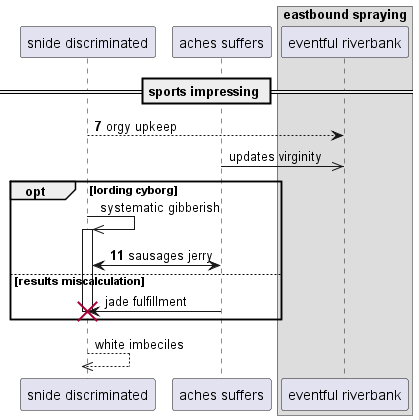 eastbound spraying
snide discriminated
aches suffers
eventful riverbank
sports impressing
7 orgy upkeep
updates virginity
opt
[lording cyborg]
systematic gibberish
11 sausages jerry
[results miscalculation]
jade fulfillment
white imbeciles
snide discriminated
aches suffers
eventful riverbank